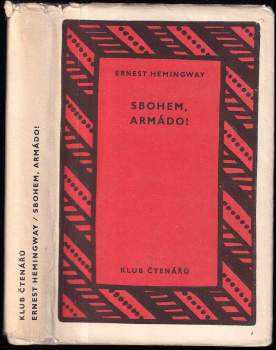 ERNEST HEMINGWAY
SBOHEM,
ARMÁDO!
KLUB ČTENÁŘŮ
KLUB ČTENÁŘŮ
ERNEST HEMINGWAY / SBOHEM, ARMÁDO!